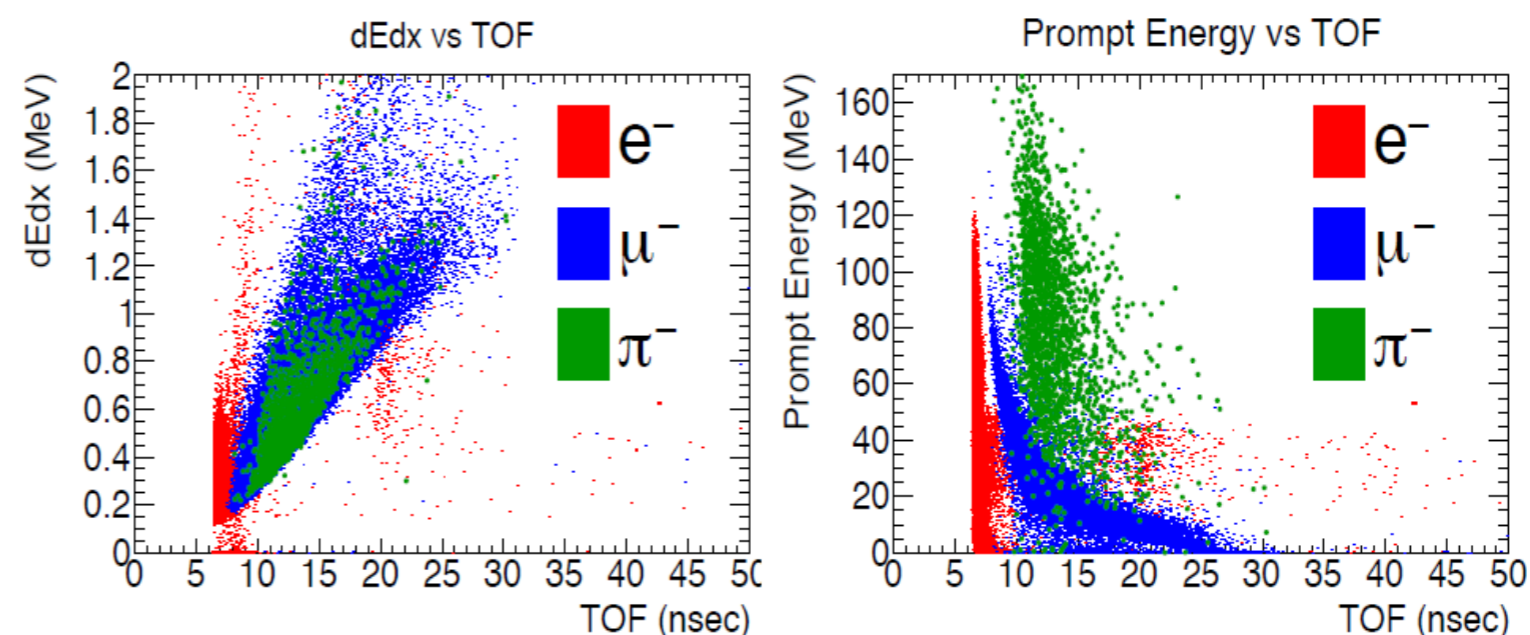 dEdx vs TOF
dEdx (MeV)
2
1.8
1.6
1.4
1.2
1
0.8
0.6
0.4
0.2
0
0 5 10 15 20 25 30 35 40 45 50
TOF (nsec)
e⁻
μ⁻
π⁻
Prompt Energy vs TOF
Prompt Energy (MeV)
160
140
120
100
80
60
40
20
0
0 5 10 15 20 25 30 35 40 45 50
TOF (nsec)
e⁻
μ⁻
π⁻